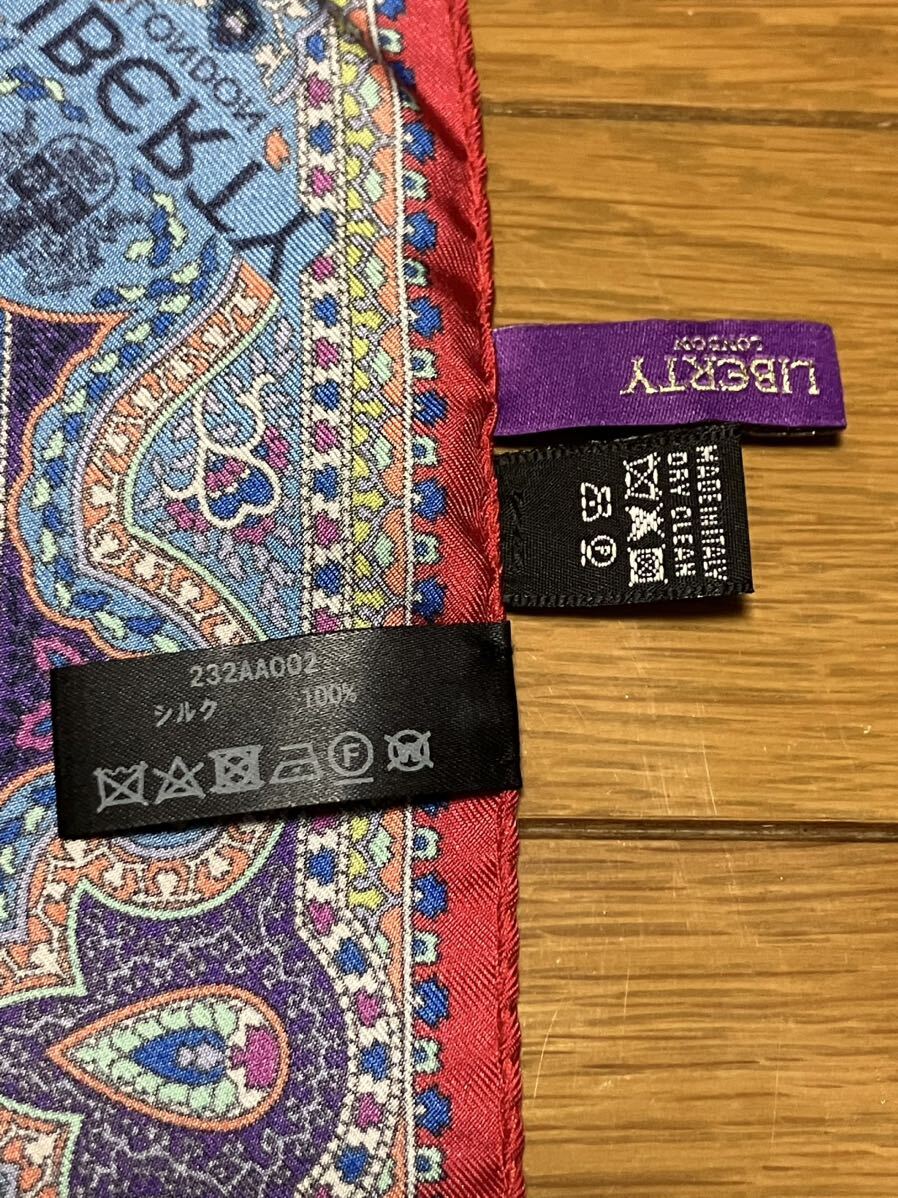 LIBERTY
LONDON
LIBERTY
LONDON
MADE IN ITALY
DRY CLEAN
P
232AA002
シルク 100%
F
W